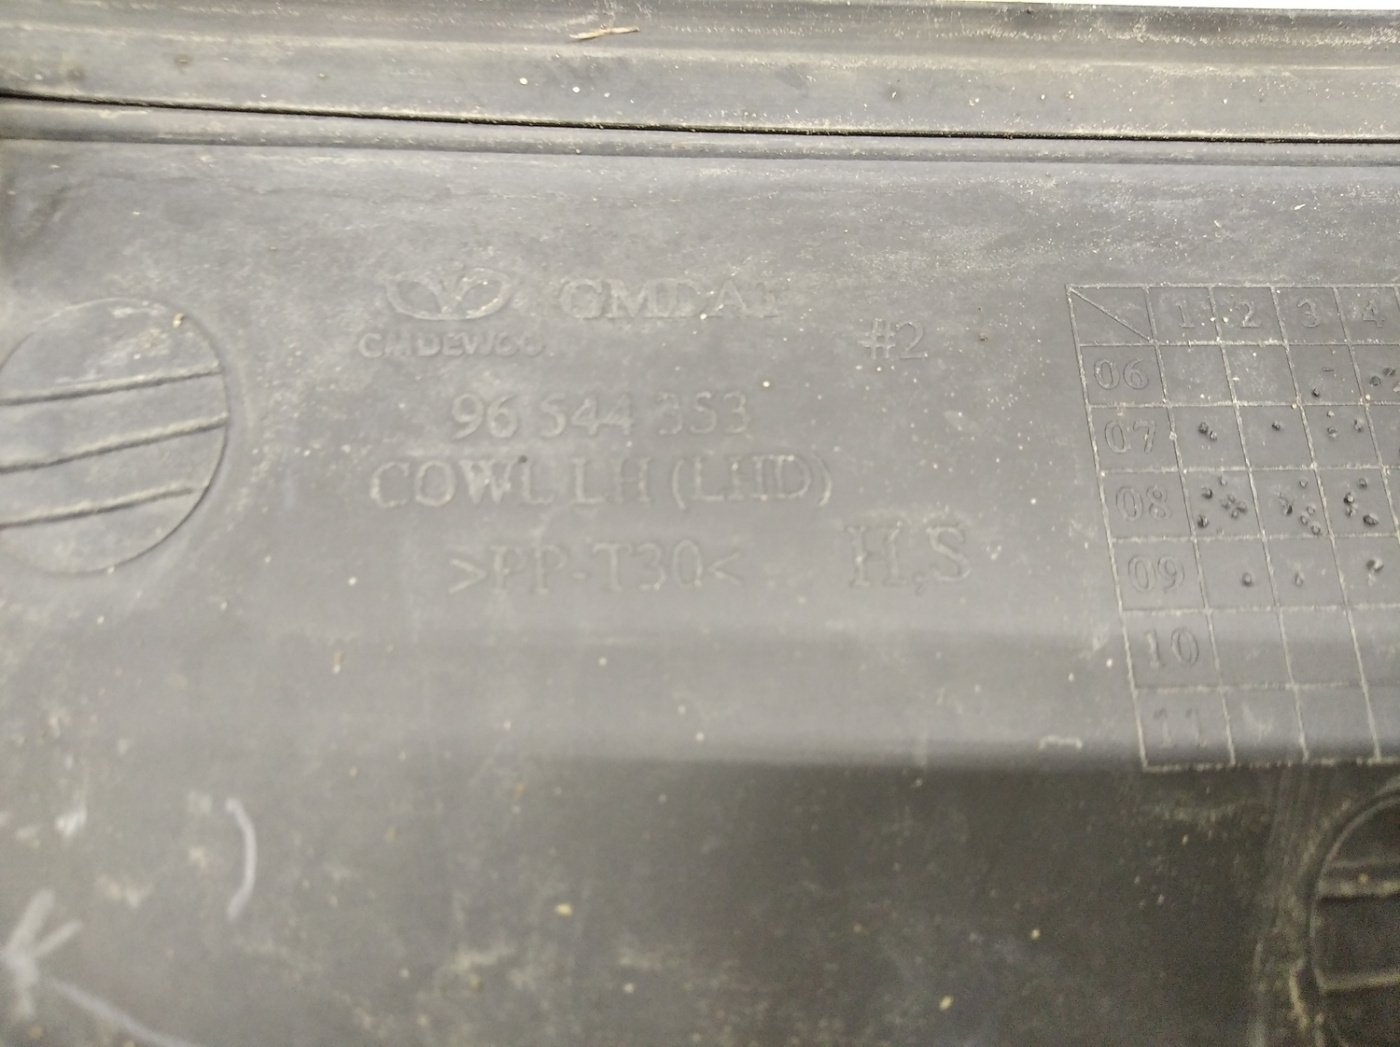 GMDAT
GM DEWOO
#2
96 544 353
COWL LH (LHD)
>PP-T30<
H,S
1 2 3 4
06
07
08
09
10
11